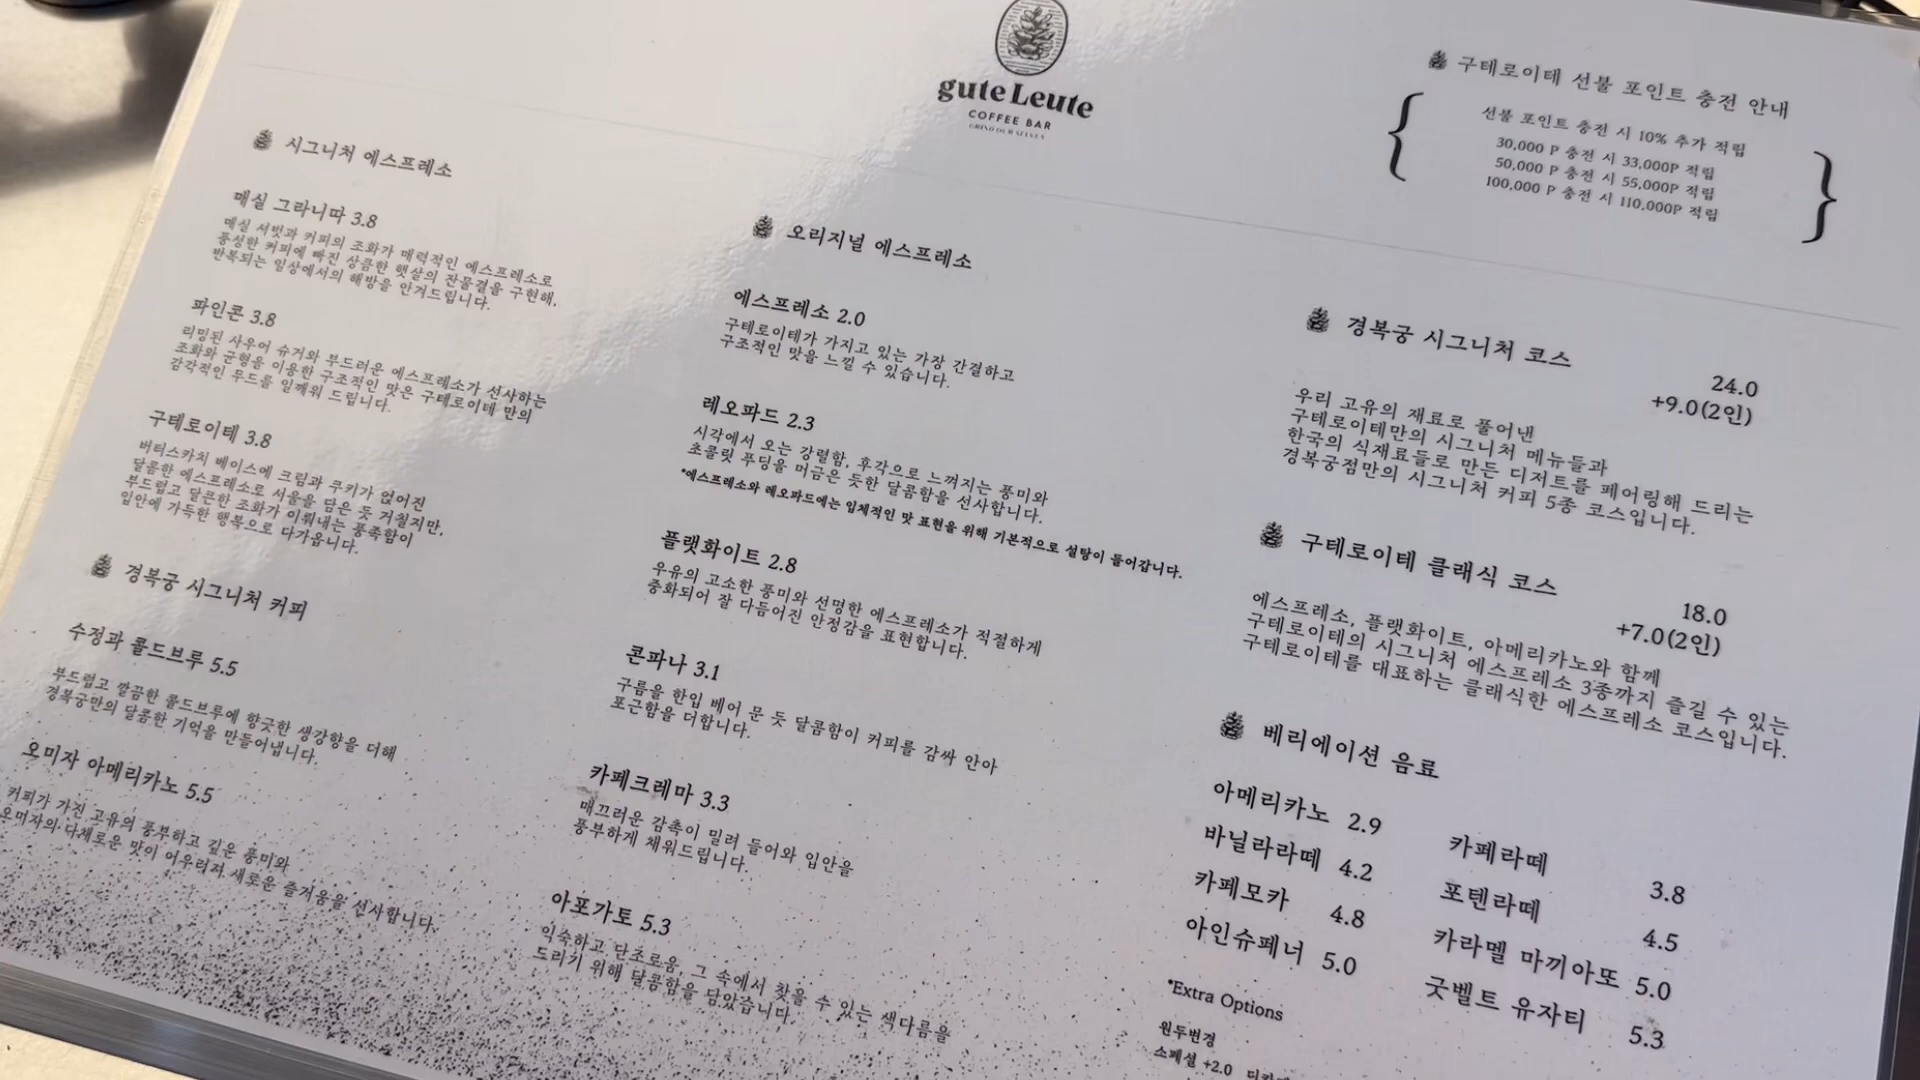 gute Leute
COFFEE BAR
GRIND OUR SELVES
구테로이테 선불 포인트 충전 안내
선불 포인트 충전 시 10% 추가 적립
30,000 P 충전 시 33,000P 적립
50,000 P 충전 시 55,000P 적립
100,000 P 충전 시 110,000P 적립
시그니처 에스프레소
매실 그라니따 3.8
매실 셔벗과 커피의 조화가 매력적인 에스프레소로
풍성한 커피에 빠진 상큼한 햇살의 잔물결을 구현해,
반복되는 일상에서의 해방을 안겨드립니다.
파인콘 3.8
리밍된 사우어 슈거와 부드러운 에스프레소가 선사하는
조화와 균형을 이용한 구조적인 맛은 구테로이테 만의
감각적인 무드를 일깨워 드립니다.
구테로이테 3.8
버터스카치 베이스에 크림과 쿠키가 얹어진
달콤한 에스프레소로 서울을 담은 듯 거칠지만,
부드럽고 달큰한 조화가 이뤄내는 풍족함이
입안에 가득한 행복으로 다가옵니다.
경복궁 시그니처 커피
수정과 콜드브루 5.5
부드럽고 깔끔한 콜드브루에 향긋한 생강향을 더해
경복궁만의 달콤한 기억을 만들어냅니다.
오미자 아메리카노 5.5
커피가 가진 고유의 풍부하고 깊은 풍미와
오미자의 다채로운 맛이 어우러져 새로운 즐거움을 선사합니다.
오리지널 에스프레소
에스프레소 2.0
구테로이테가 가지고 있는 가장 간결하고
구조적인 맛을 느낄 수 있습니다.
레오파드 2.3
시각에서 오는 강렬함, 후각으로 느껴지는 풍미와
초콜릿 푸딩을 머금은 듯한 달콤함을 선사합니다.
*에스프레소와 레오파드에는 입체적인 맛 표현을 위해 기본적으로 설탕이 들어갑니다.
플랫화이트 2.8
우유의 고소한 풍미와 선명한 에스프레소가 적절하게
중화되어 잘 다듬어진 안정감을 표현합니다.
콘파나 3.1
구름을 한입 베어 문 듯 달콤함이 커피를 감싸 안아
포근함을 더합니다.
카페크레마 3.3
매끄러운 감촉이 밀려 들어와 입안을
풍부하게 채워드립니다.
아포가토 5.3
익숙하고 단조로움, 그 속에서 찾을 수 있는 색다름을
드리기 위해 달콤함을 담았습니다.
경복궁 시그니처 코스
24.0
+9.0(2인)
우리 고유의 재료로 풀어낸
구테로이테만의 시그니처 메뉴들과
한국의 식재료들로 만든 디저트를 페어링해 드리는
경복궁점만의 시그니처 커피 5종 코스입니다.
구테로이테 클래식 코스
18.0
+7.0(2인)
에스프레소, 플랫화이트, 아메리카노와 함께
구테로이테의 시그니처 에스프레소 3종까지 즐길 수 있는
구테로이테를 대표하는 클래식한 에스프레소 코스입니다.
베리에이션 음료
아메리카노 2.9
바닐라라떼 4.2
카페모카 4.8
아인슈페너 5.0
카페라떼 3.8
포텐라떼 4.5
카라멜 마끼아또 5.0
굿벨트 유자티 5.3
*Extra Options
원두변경
스페셜 +2.0